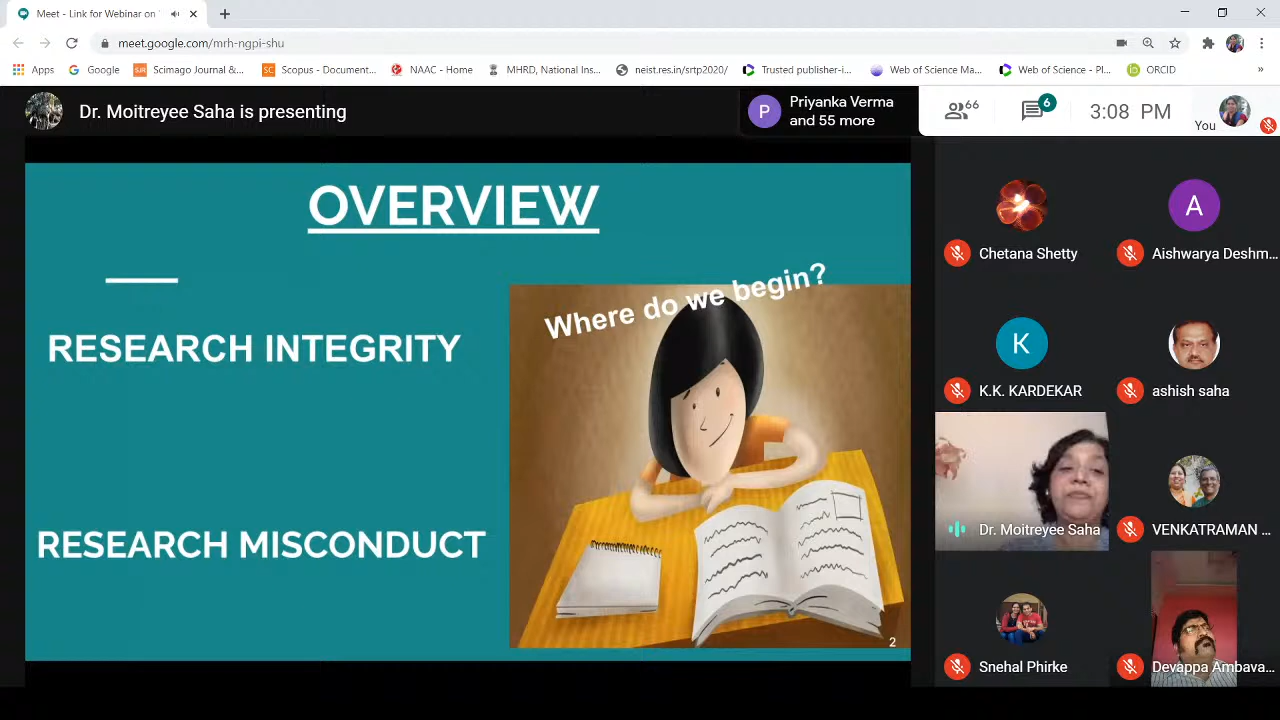 Meet - Link for Webinar on
meet.google.com/mrh-ngpi-shu
Apps
Google
SJR
Scimago Journal &...
SC
Scopus - Document...
NAAC - Home
MHRD, National Ins...
neist.res.in/srtp2020/
Trusted publisher-i...
Web of Science Ma...
Web of Science - Pl...
iD
ORCID
»
Dr. Moitreyee Saha is presenting
P
Priyanka Verma
and 55 more
66
6
3:08 PM
You
OVERVIEW
RESEARCH INTEGRITY
RESEARCH MISCONDUCT
Where do we begin?
2
Chetana Shetty
A
Aishwarya Deshm...
K
K.K. KARDEKAR
ashish saha
Dr. Moitreyee Saha
VENKATRAMAN ...
Snehal Phirke
Devappa Ambava...